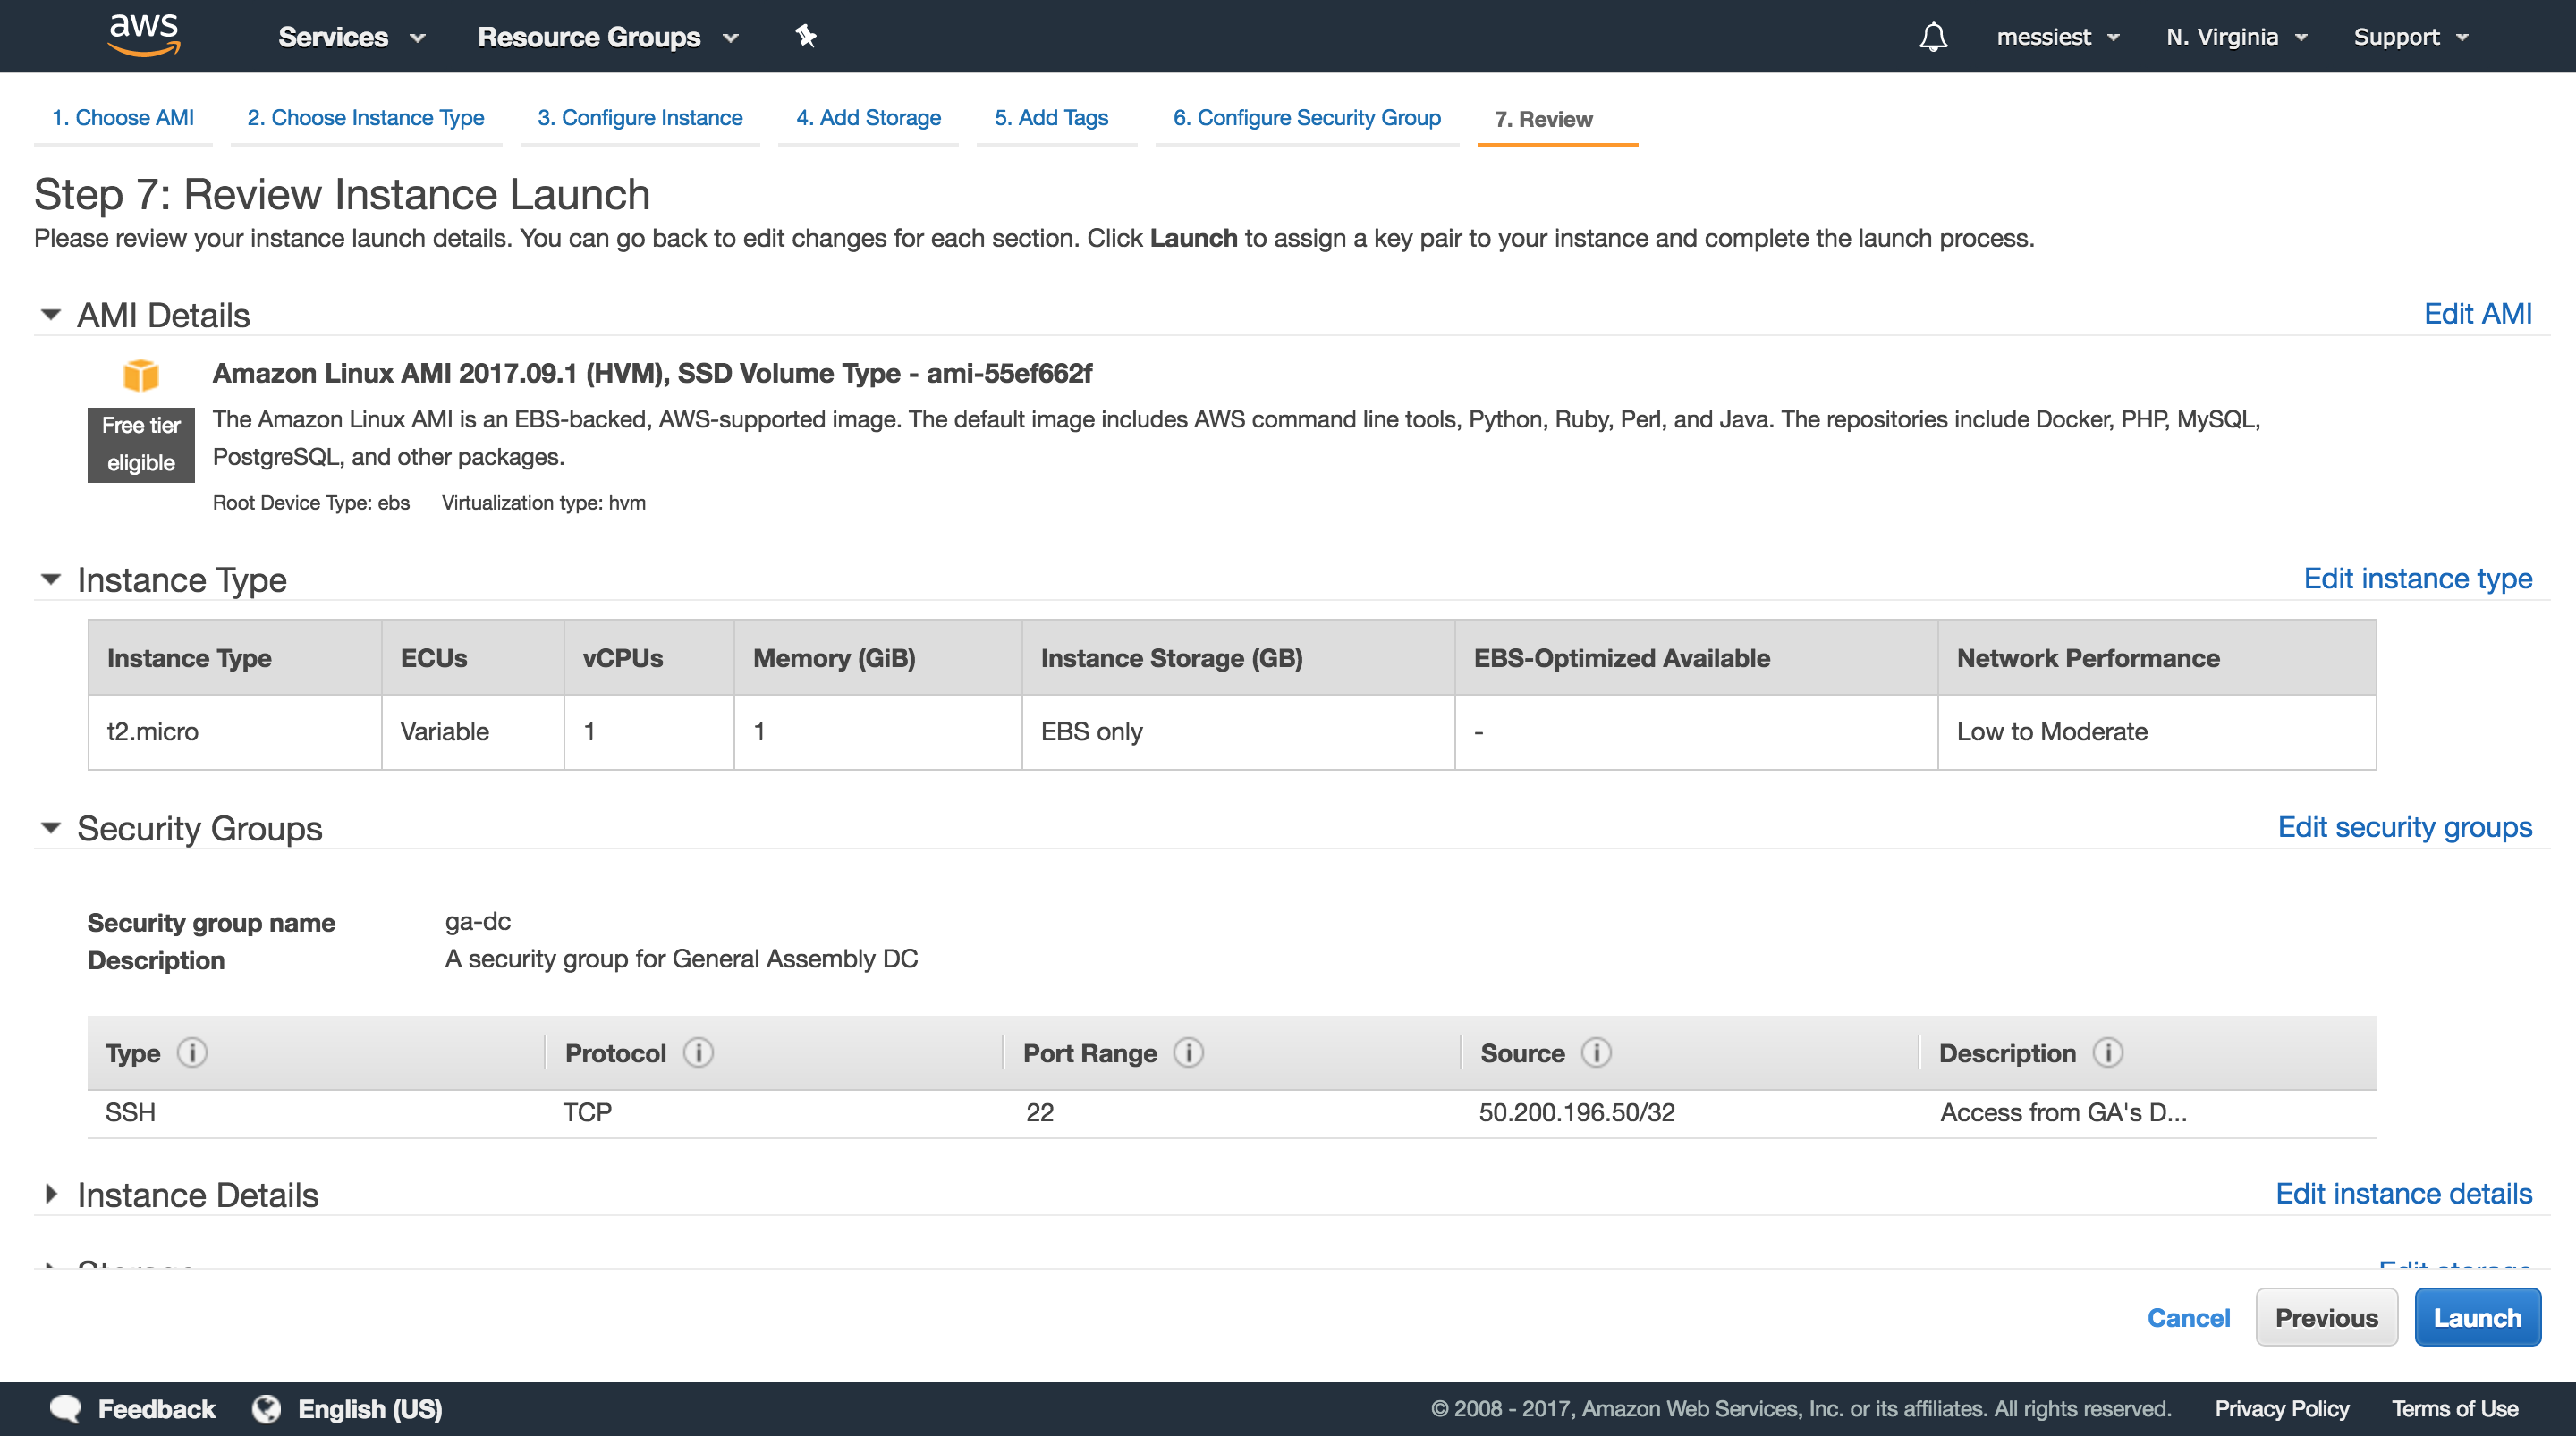 aws Services Resource Groups messiest N. Virginia Support
1. Choose AMI 2. Choose Instance Type 3. Configure Instance 4. Add Storage 5. Add Tags 6. Configure Security Group 7. Review
Step 7: Review Instance Launch
Please review your instance launch details. You can go back to edit changes for each section. Click Launch to assign a key pair to your instance and complete the launch process.
AMI Details Edit AMI
Amazon Linux AMI 2017.09.1 (HVM), SSD Volume Type - ami-55ef662f
Free tier
eligible
The Amazon Linux AMI is an EBS-backed, AWS-supported image. The default image includes AWS command line tools, Python, Ruby, Perl, and Java. The repositories include Docker, PHP, MySQL,
PostgreSQL, and other packages.
Root Device Type: ebs Virtualization type: hvm
Instance Type Edit instance type
Instance Type ECUs vCPUs Memory (GiB) Instance Storage (GB) EBS-Optimized Available Network Performance
t2.micro Variable 1 1 EBS only - Low to Moderate
Security Groups Edit security groups
Security group name ga-dc
Description A security group for General Assembly DC
Type Protocol Port Range Source Description
SSH TCP 22 50.200.196.50/32 Access from GA's D...
Instance Details Edit instance details
Storage Edit storage
Cancel Previous Launch
Feedback English (US) © 2008 - 2017, Amazon Web Services, Inc. or its affiliates. All rights reserved. Privacy Policy Terms of Use